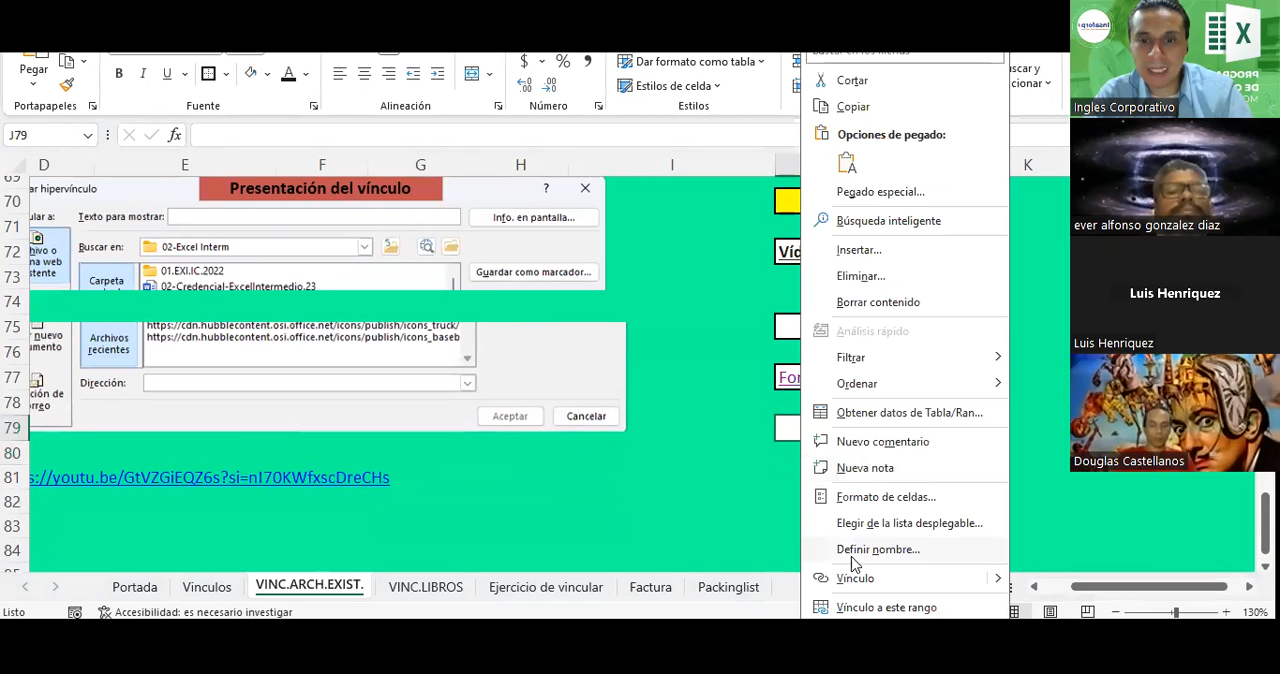 Pegar
Portapapeles
Fuente
Alineación
Número
Dar formato como tabla
Estilos de celda
Estilos
J79
D E F G H I K
70
71
72
73
74
75
76
77
78
79
80
81
82
83
84
ar hipervínculo
Presentación del vínculo
Texto para mostrar:
Info. en pantalla...
Buscar en:
02-Excel Interm
01.EXI.IC.2022
02-Credencial-ExcelIntermedio.23
Guardar como marcador...
Carpeta
https://cdn.hubblecontent.osi.office.net/icons/publish/icons_truck/
https://cdn.hubblecontent.osi.office.net/icons/publish/icons_baseb
Archivos
recientes
Dirección:
Aceptar
Cancelar
s://youtu.be/GtVZGiEQZ6s?si=nI70KWfxscDreCHs
Víd
For
Cortar
Copiar
Opciones de pegado:
Pegado especial...
Búsqueda inteligente
Insertar...
Eliminar...
Borrar contenido
Análisis rápido
Filtrar
Ordenar
Obtener datos de Tabla/Ran...
Nuevo comentario
Nueva nota
Formato de celdas...
Elegir de la lista desplegable...
Definir nombre...
Vínculo
Vínculo a este rango
Portada
Vinculos
VINC.ARCH.EXIST.
VINC.LIBROS
Ejercicio de vincular
Factura
Packinglist
Listo
Accesibilidad: es necesario investigar
130%
Ingles Corporativo
ever alfonso gonzalez diaz
Luis Henriquez
Luis Henriquez
Douglas Castellanos